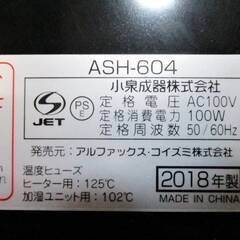 ASH-604
小泉成器株式会社
定格電圧 AC100V
定格消費電力 100W
定格周波数 50/60Hz
PS
E
JET
発売元:アルファックス・コイズミ株式会社
温度ヒューズ
ヒーター用:125℃
加湿ユニット用:102℃
2018年製
MADE IN CHINA